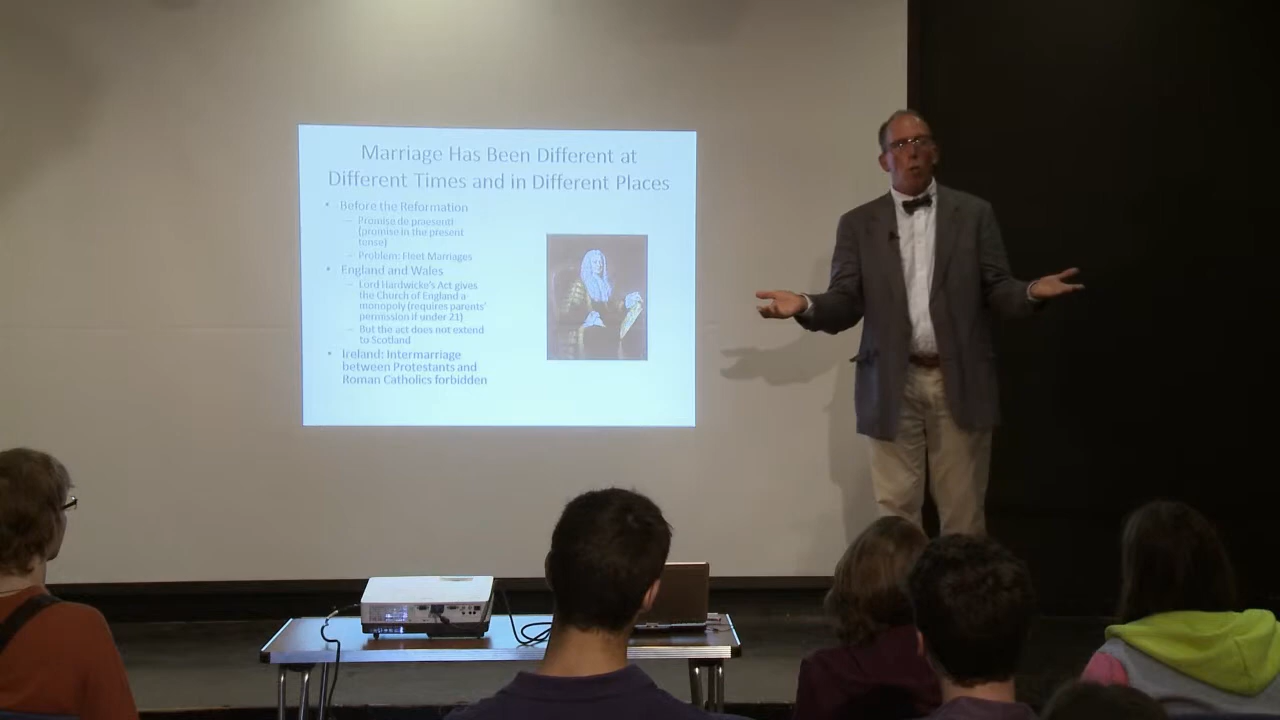 Marriage Has Been Different at
Different Times and in Different Places
• Before the Reformation
– Promise de praesenti
(promise in the present
tense)
– Problem: Fleet Marriages
• England and Wales
– Lord Hardwicke's Act gives
the Church of England a
monopoly (requires parents'
permission if under 21)
– But the act does not extend
to Scotland
• Ireland: Intermarriage
between Protestants and
Roman Catholics forbidden